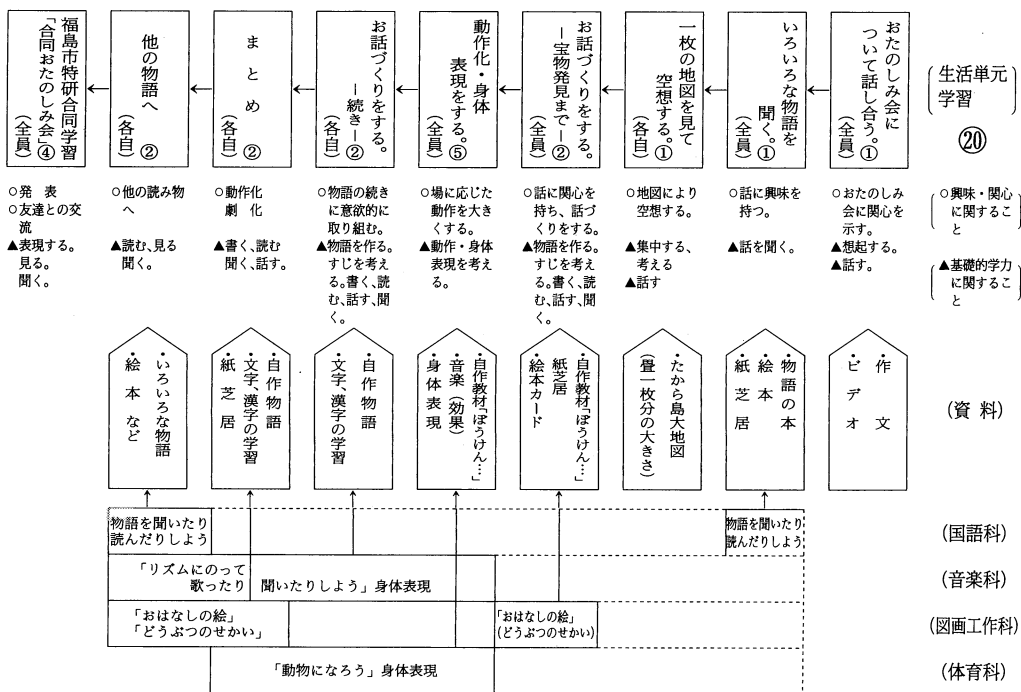 生活単元
学習
⑳
おたのしみ会に
ついて話し合う。①
(全員)
いろいろな物語を
聞く。①
(全員)
一枚の地図を見て
空想する。①
(各自)
お話づくりをする。
―宝物発見まで―②
(全員)
動作化・身体
表現をする。⑤
(全員)
お話づくりをする。
―続き―②
(各自)
まとめ
②
(各自)
他の物語へ
②
(各自)
福島市特研合同学習
「合同おたのしみ会」④
(全員)
○興味・関心
に関するこ
と
▲基礎的学力
に関するこ
と
○おたのしみ
会に関心を
示す。
▲想起する。
▲話す。
○話に興味を
持つ。
▲話を聞く。
○地図により
空想する。
▲集中する、
考える
▲話す
○話に関心を
持ち、話づ
くりをする。
▲物語を作る。
すじを考え
る。書く、読
む、話す、聞
く。
○場に応じた
動作を大き
くする。
▲動作・身体
表現を考え
る。
○物語の続き
に意欲的に
取り組む。
▲物語を作る。
すじを考え
る。書く、読
む、話す、聞
く。
○動作化
劇化
▲書く、読む
聞く、話す。
○他の読み物
へ
▲読む、見る
聞く。
○発表
○友達との交
流
▲表現する。
見る。
聞く。
(資料)
・作文
・ビデオ
・物語の本
・絵本
・紙芝居
・たから島大地図
(畳一枚分の大きさ)
・自作教材「ぼうけん…」
紙芝居
・絵本カード
・自作教材「ぼうけん…」
・音楽(効果)
・身体表現
・自作物語
・文字、漢字の学習
・自作物語
・文字、漢字の学習
・紙芝居
・いろいろな物語
・絵本など
(国語科)
物語を聞いたり
読んだりしよう
物語を聞いたり
読んだりしよう
(音楽科)
「リズムにのって
歌ったり 聞いたりしよう」身体表現
(図画工作科)
「おはなしの絵」
「どうぶつのせかい」
「おはなしの絵」
(どうぶつのせかい)
(体育科)
「動物になろう」身体表現